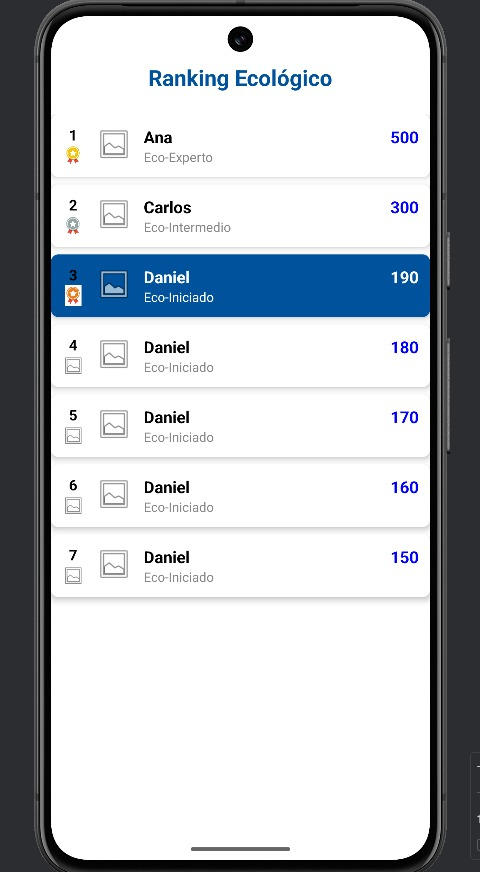 Ranking Ecológico
1
Ana
500
Eco-Experto
2
Carlos
300
Eco-Intermedio
3
Daniel
190
Eco-Iniciado
4
Daniel
180
Eco-Iniciado
5
Daniel
170
Eco-Iniciado
6
Daniel
160
Eco-Iniciado
7
Daniel
150
Eco-Iniciado